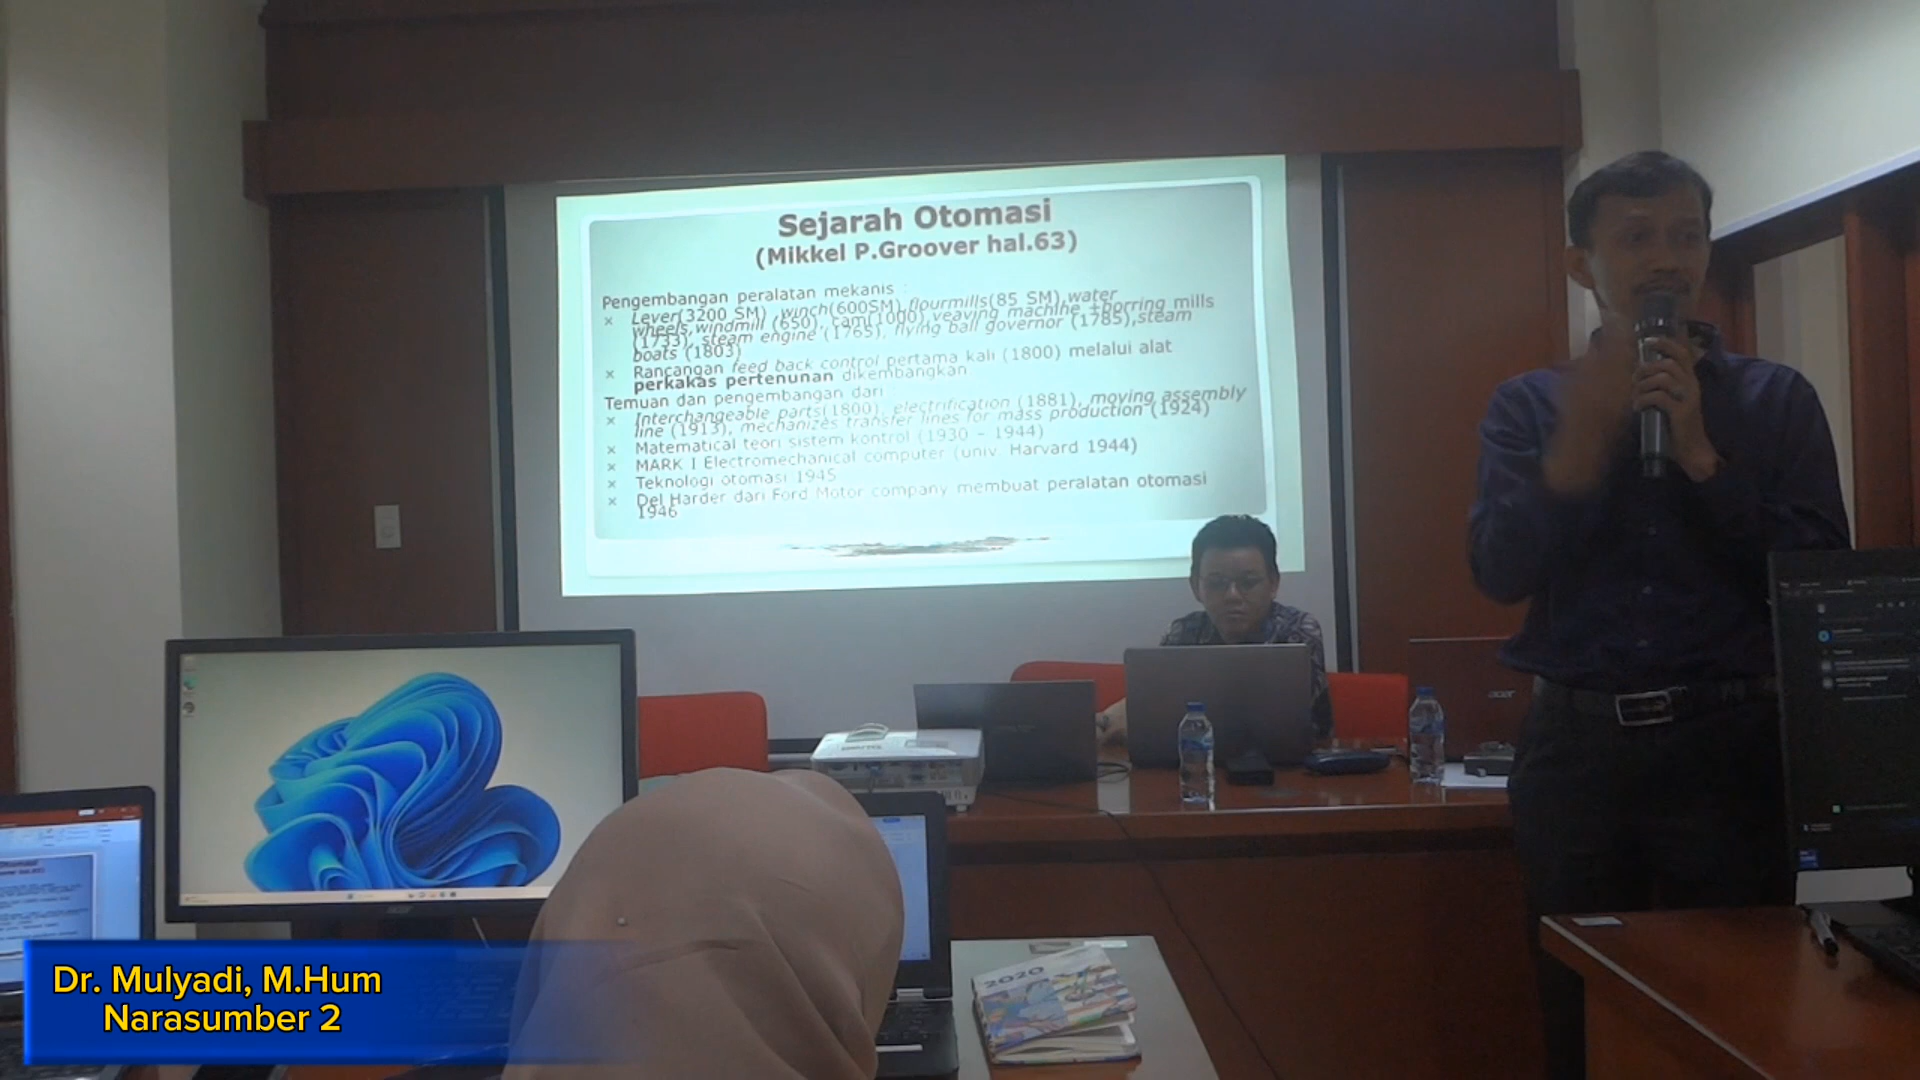 Sejarah Otomasi
(Mikkel P.Groover hal.63)
Pengembangan peralatan mekanis :
× Lever(3200 SM) ,winch(600SM),flourmills(85 SM),water
wheels,windmill (650), cam(1000),veaving machine +borring mills
(1733), steam engine (1765), flying ball governor (1785),steam
boats (1803)
× Rancangan feed back control pertama kali (1800) melalui alat
perkakas pertenunan dikembangkan
Temuan dan pengembangan dari :
× Interchangeable parts(1800), electrification (1881), moving assembly
line (1913), mechanizes transfer lines for mass production (1924)
× Matematical teori sistem kontrol (1930 - 1944)
× MARK I Electromechanical computer (univ. Harvard 1944)
× Teknologi otomasi 1945
× Del Harder dari Ford Motor company membuat peralatan otomasi
1946
acer
2020
Dr. Mulyadi, M.Hum
Narasumber 2